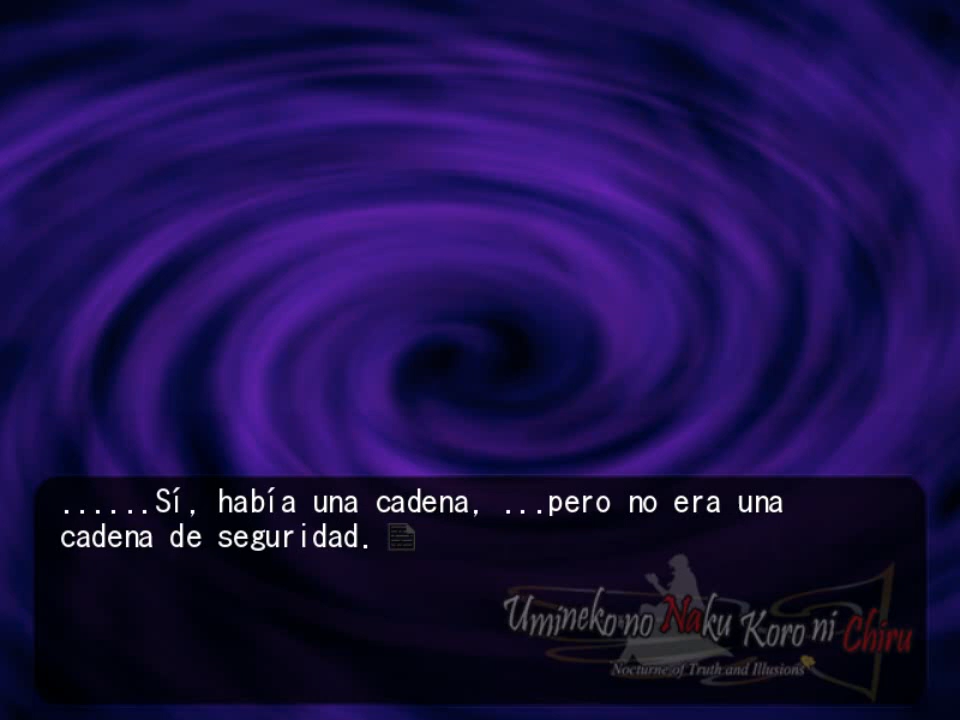 ......Sí, había una cadena, ...pero no era una
cadena de seguridad.
Umineko no Naku Koro ni Chiru
Nocturne of Truth and Illusions